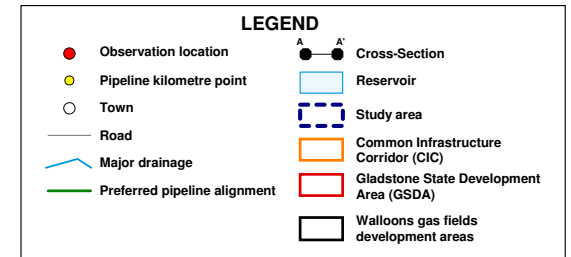 LEGEND
Observation location
Pipeline kilometre point
Town
Road
Major drainage
Preferred pipeline alignment
A A'
Cross-Section
Reservoir
Study area
Common Infrastructure
Corridor (CIC)
Gladstone State Development
Area (GSDA)
Walloons gas fields
development areas